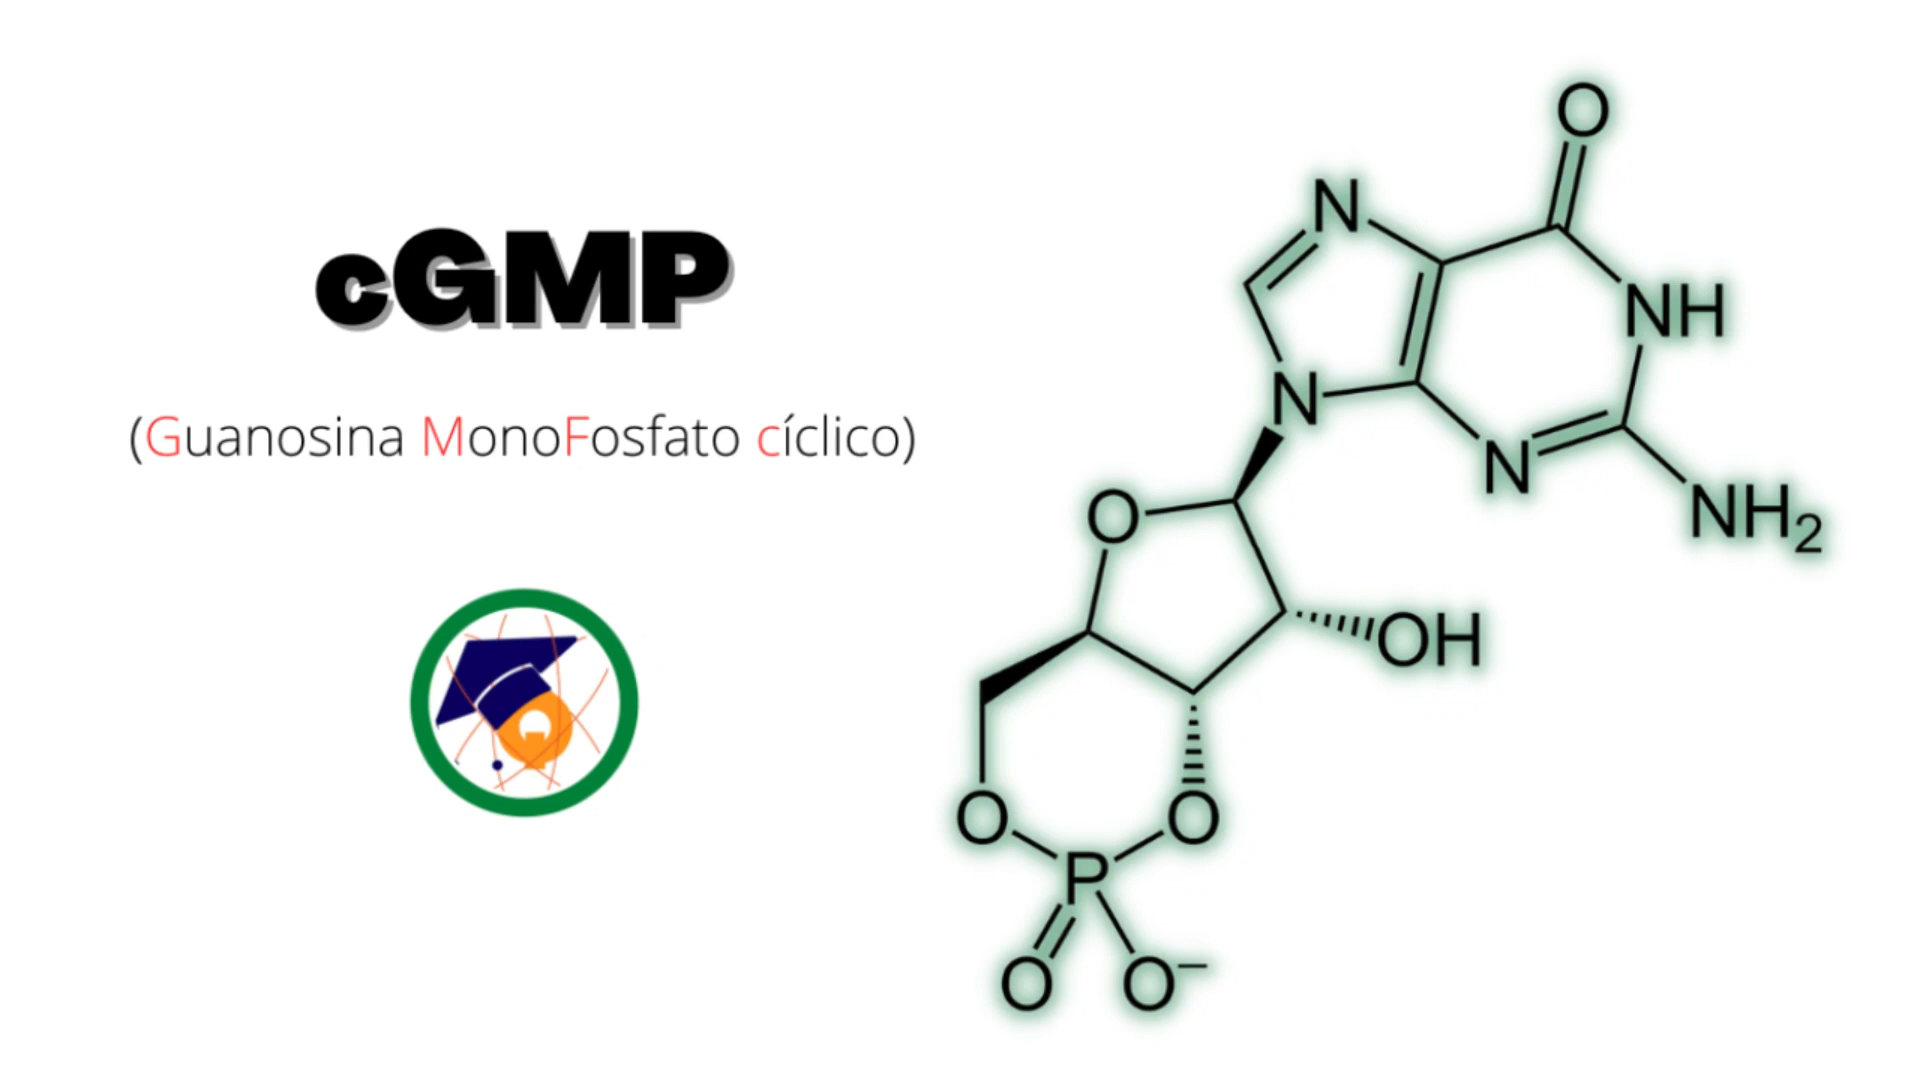 cGMP
(Guanosina MonoFosfato cíclico)
O
N
NH
N
N
NH₂
O
OH
O
O
P
O
O⁻